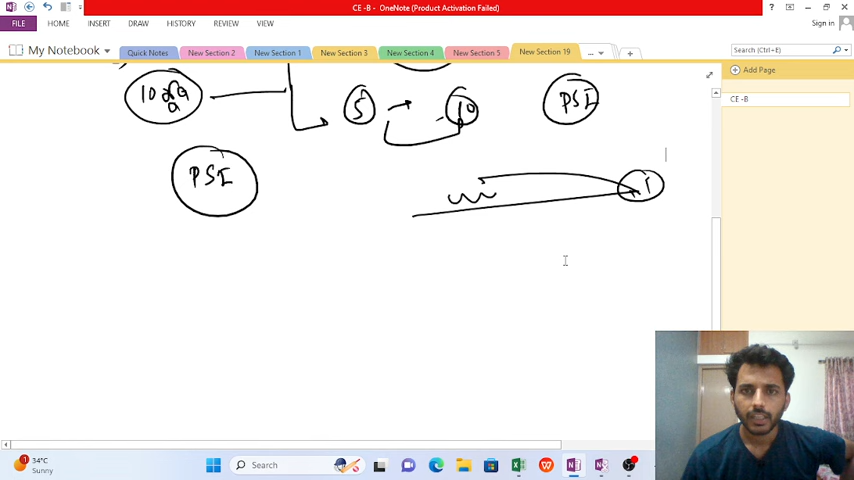 CE -B - OneNote (Product Activation Failed)
FILE HOME INSERT DRAW HISTORY REVIEW VIEW Sign in
My Notebook Quick Notes New Section 2 New Section 1 New Section 3 New Section 4 New Section 5 New Section 19 ... Search (Ctrl+E)
Add Page
CE -B
10 5 10 PSI
PSI
34°C
Sunny
Search